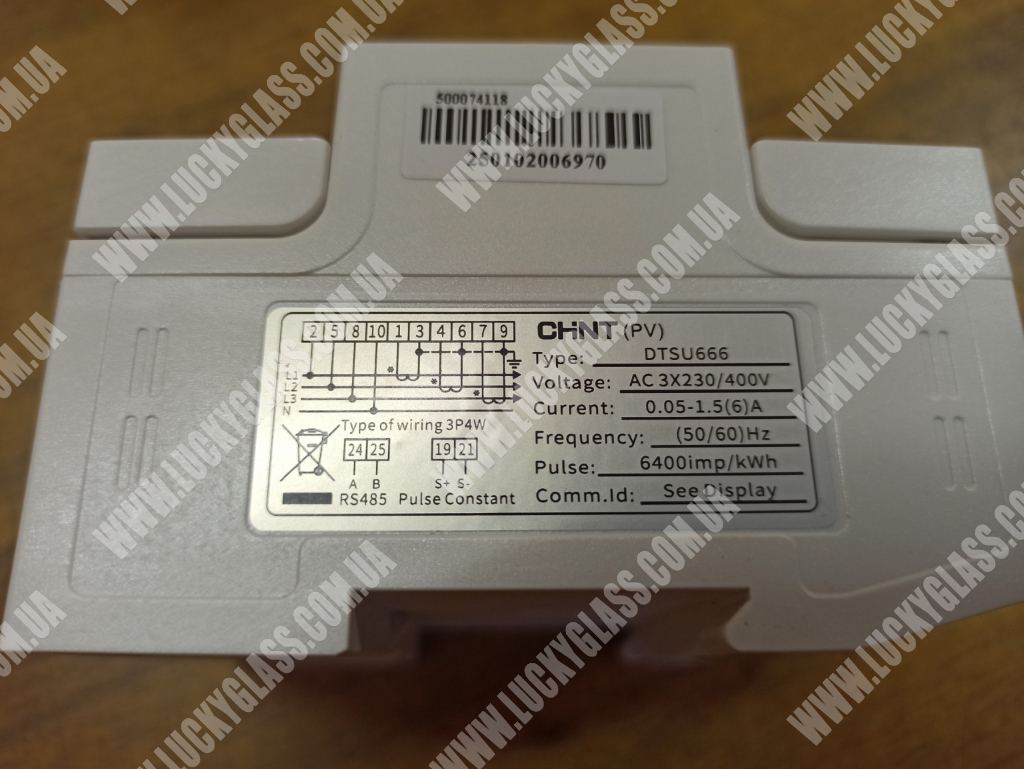 500074118
250102006970
2 5 8 10 1 3 4 6 7 9
L1
L2
L3
N
* * *
Type of wiring 3P4W
24 25
19 21
A B
S+ S-
RS485 Pulse Constant
CHNT (PV)
Type: DTSU666
Voltage: AC 3X230/400V
Current: 0.05-1.5(6)A
Frequency: (50/60)Hz
Pulse: 6400imp/kWh
Comm.Id: See Display
WWW.LUCKYGLASS.COM.UA